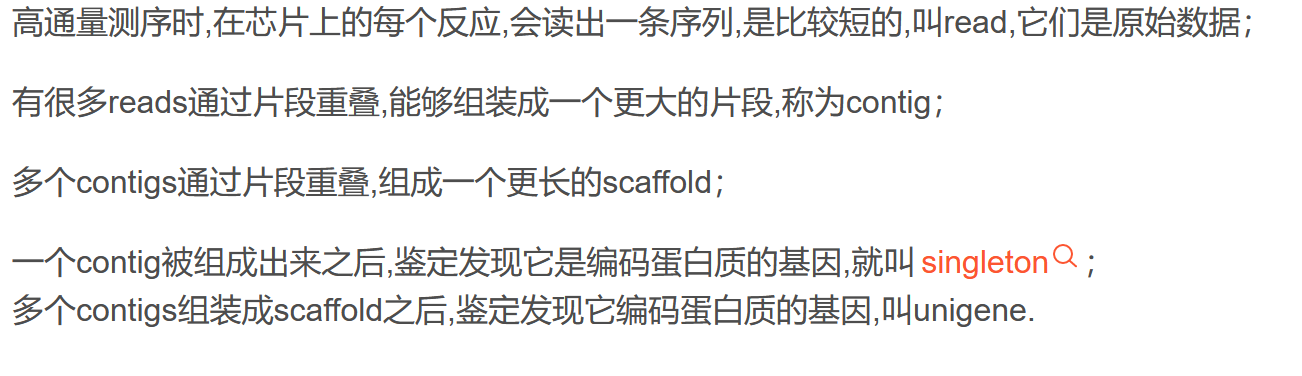 高通量测序时,在芯片上的每个反应,会读出一条序列,是比较短的,叫read,它们是原始数据；
有很多reads通过片段重叠,能够组装成一个更大的片段,称为contig；
多个contigs通过片段重叠,组成一个更长的scaffold；
一个contig被组成出来之后,鉴定发现它是编码蛋白质的基因,就叫singleton；
多个contigs组装成scaffold之后,鉴定发现它编码蛋白质的基因,叫unigene.